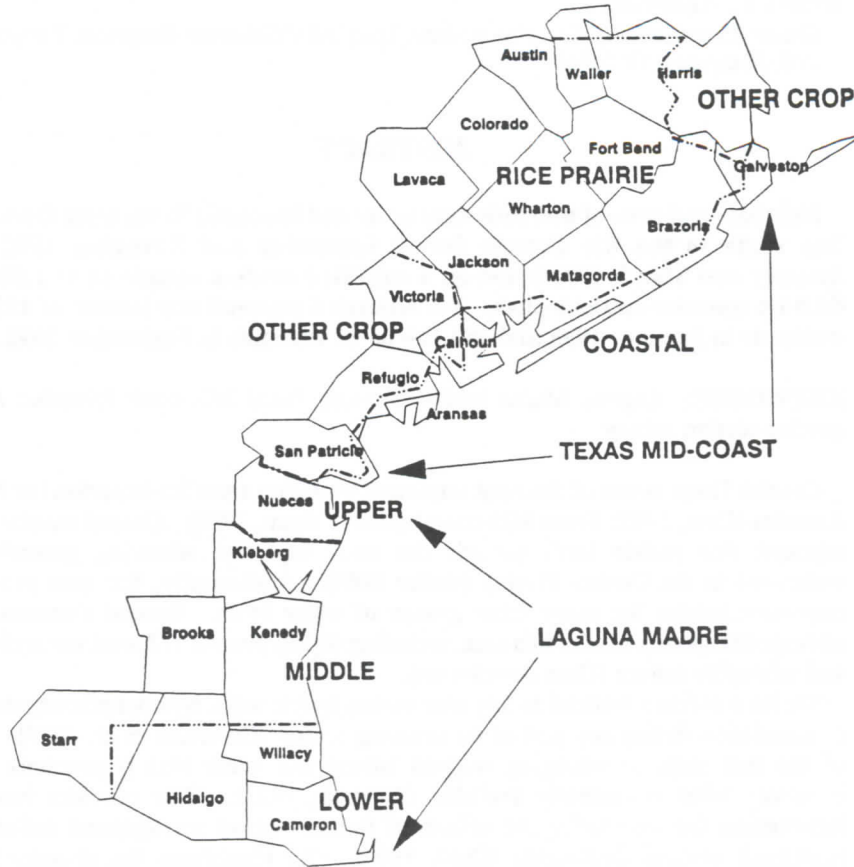 Austin
Waller
Harris
OTHER CROP
Colorado
Fort Bend
Galveston
Lavaca
RICE PRAIRIE
Wharton
Brazoria
Jackson
Matagorda
Victoria
OTHER CROP
Calhoun
COASTAL
Refugio
Aransas
San Patricio
TEXAS MID-COAST
Nueces
UPPER
Kleberg
Brooks
Kenedy
LAGUNA MADRE
MIDDLE
Starr
Willacy
Hidalgo
LOWER
Cameron